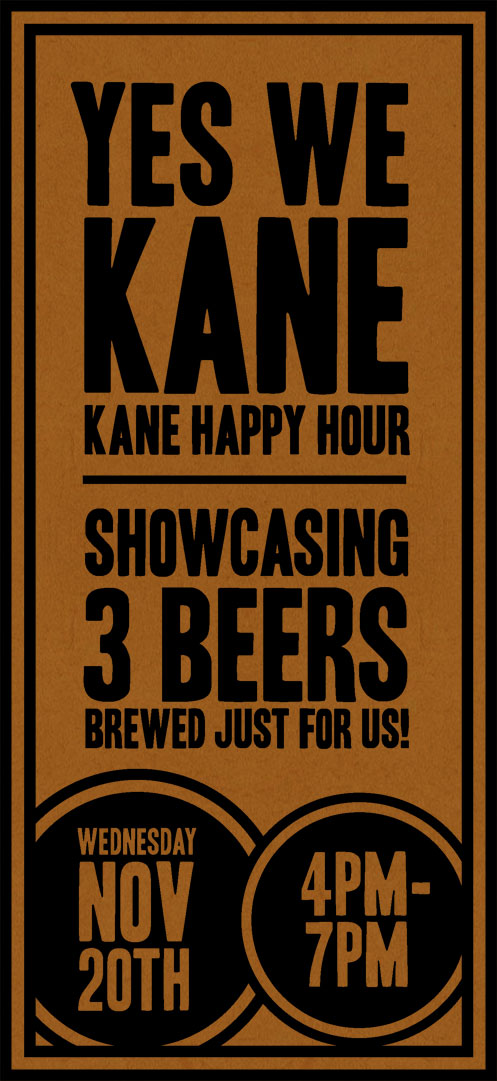 YES WE
KANE
KANE HAPPY HOUR
SHOWCASING
3 BEERS
BREWED JUST FOR US!
WEDNESDAY
NOV
20TH
4PM-
7PM